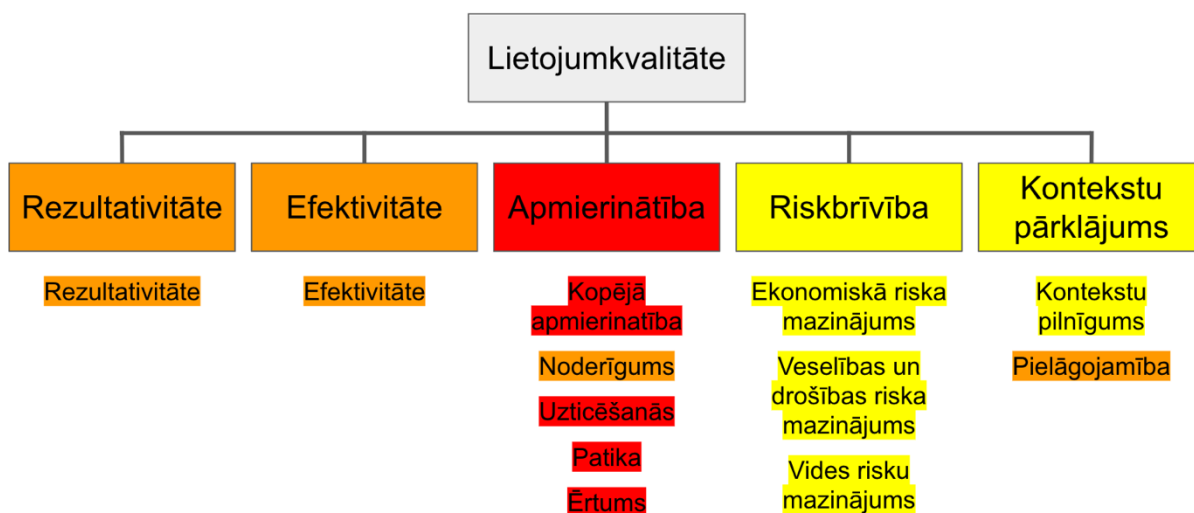 Lietojumkvalitāte
Rezultativitāte
Efektivitāte
Apmierinātība
Riskbrīvība
Kontekstu
pārklājums
Rezultativitāte
Efektivitāte
Kopējā
apmierinatība
Noderīgums
Uzticēšanās
Patika
Ērtums
Ekonomiskā riska
mazinājums
Veselības un
drošības riska
mazinājums
Vides risku
mazinājums
Kontekstu
pilnīgums
Pielāgojamība